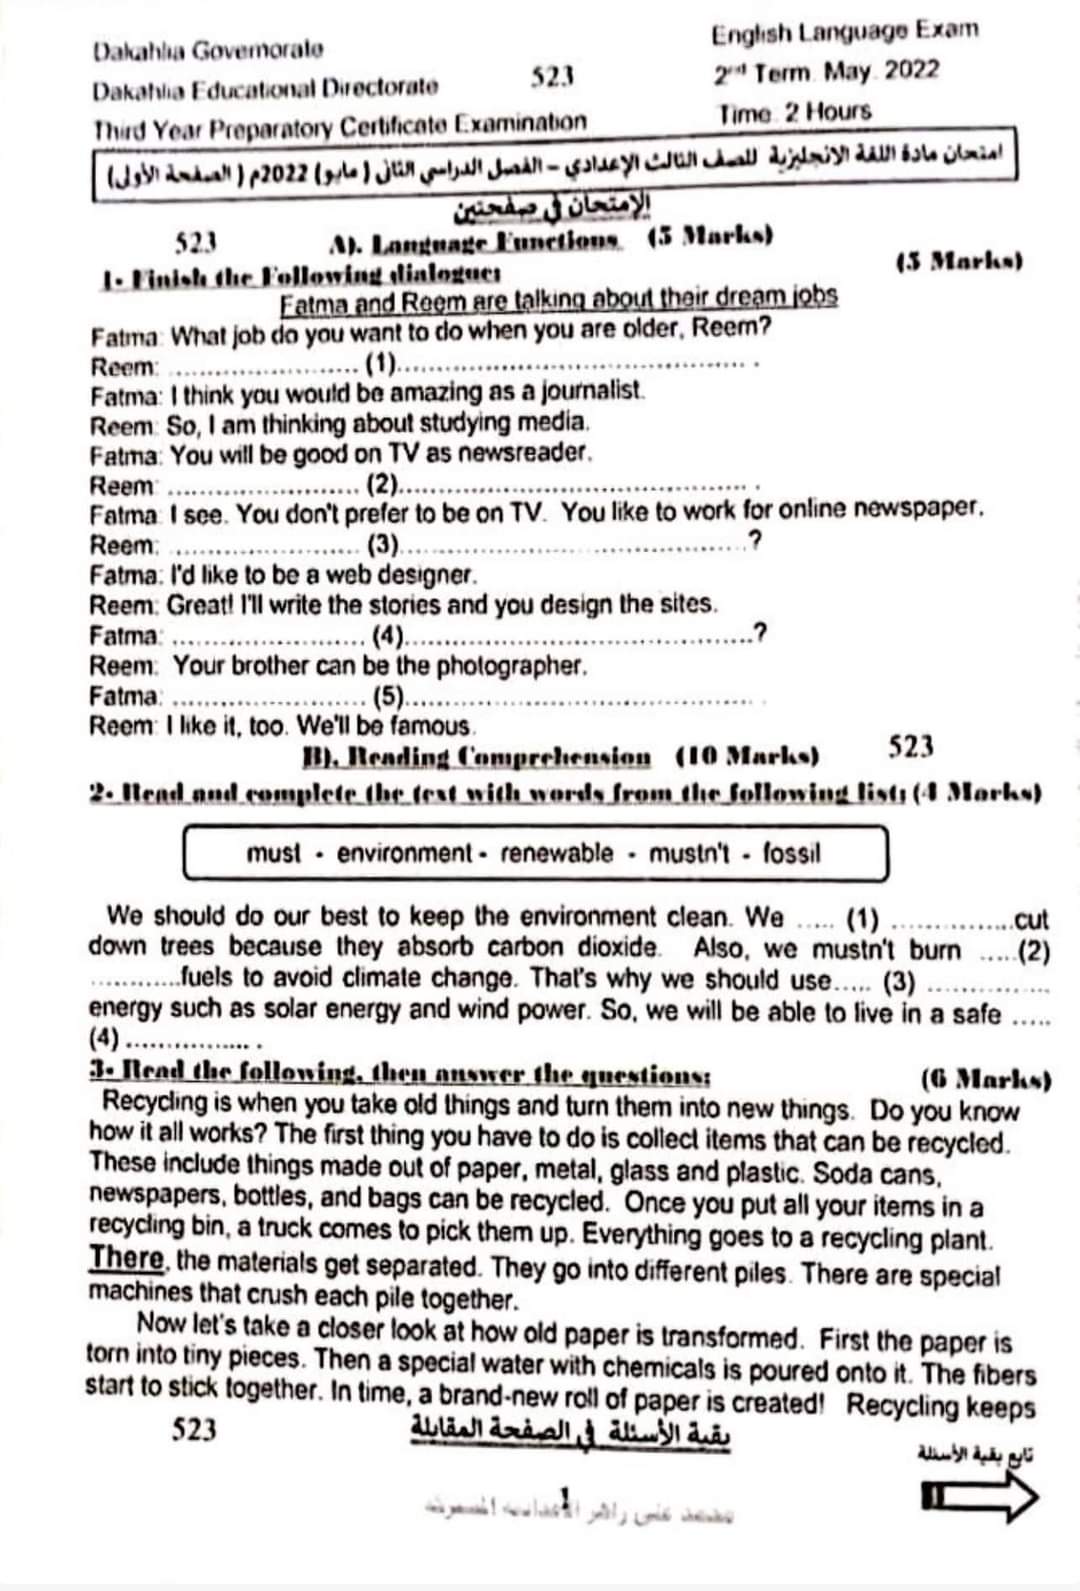 Dakahlia Governorate
English Language Exam
Dakahlia Educational Directorate
523
2nd Term. May. 2022
Third Year Preparatory Certificate Examination
Time. 2 Hours
امتحان مادة اللغة الانجليزية للصف الثالث الإعدادي – الفصل الدراسي الثاني (مايو) 2022م (الصفحة الأولى)
الإمتحان في صفحتين
523
A). Language Functions (5 Marks)
1- Finish the Following dialogue: (5 Marks)
Fatma and Reem are talking about their dream jobs
Fatma: What job do you want to do when you are older, Reem?
Reem: ........................ (1)............................................. .
Fatma: I think you would be amazing as a journalist.
Reem: So, I am thinking about studying media.
Fatma: You will be good on TV as newsreader.
Reem: ........................ (2)............................................. .
Fatma: I see. You don't prefer to be on TV. You like to work for online newspaper.
Reem: ........................ (3).............................................?
Fatma: I'd like to be a web designer.
Reem: Great! I'll write the stories and you design the sites.
Fatma: ........................ (4).............................................?
Reem: Your brother can be the photographer.
Fatma: ........................ (5)............................................. .
Reem: I like it, too. We'll be famous.
B). Reading Comprehension (10 Marks)
523
2- Read and complete the text with words from the following list: (4 Marks)
must - environment - renewable - mustn't - fossil
We should do our best to keep the environment clean. We ..... (1) ..............cut
down trees because they absorb carbon dioxide. Also, we mustn't burn .....(2)
............fuels to avoid climate change. That's why we should use..... (3) ..............
energy such as solar energy and wind power. So, we will be able to live in a safe .....
(4) ................ .
3- Read the following, then answer the questions: (6 Marks)
Recycling is when you take old things and turn them into new things. Do you know
how it all works? The first thing you have to do is collect items that can be recycled.
These include things made out of paper, metal, glass and plastic. Soda cans,
newspapers, bottles, and bags can be recycled. Once you put all your items in a
recycling bin, a truck comes to pick them up. Everything goes to a recycling plant.
There, the materials get separated. They go into different piles. There are special
machines that crush each pile together.
Now let's take a closer look at how old paper is transformed. First the paper is
torn into tiny pieces. Then a special water with chemicals is poured onto it. The fibers
start to stick together. In time, a brand-new roll of paper is created! Recycling keeps
523
بقية الأسئلة في الصفحة المقابلة
تابع بقية الأسئلة
1